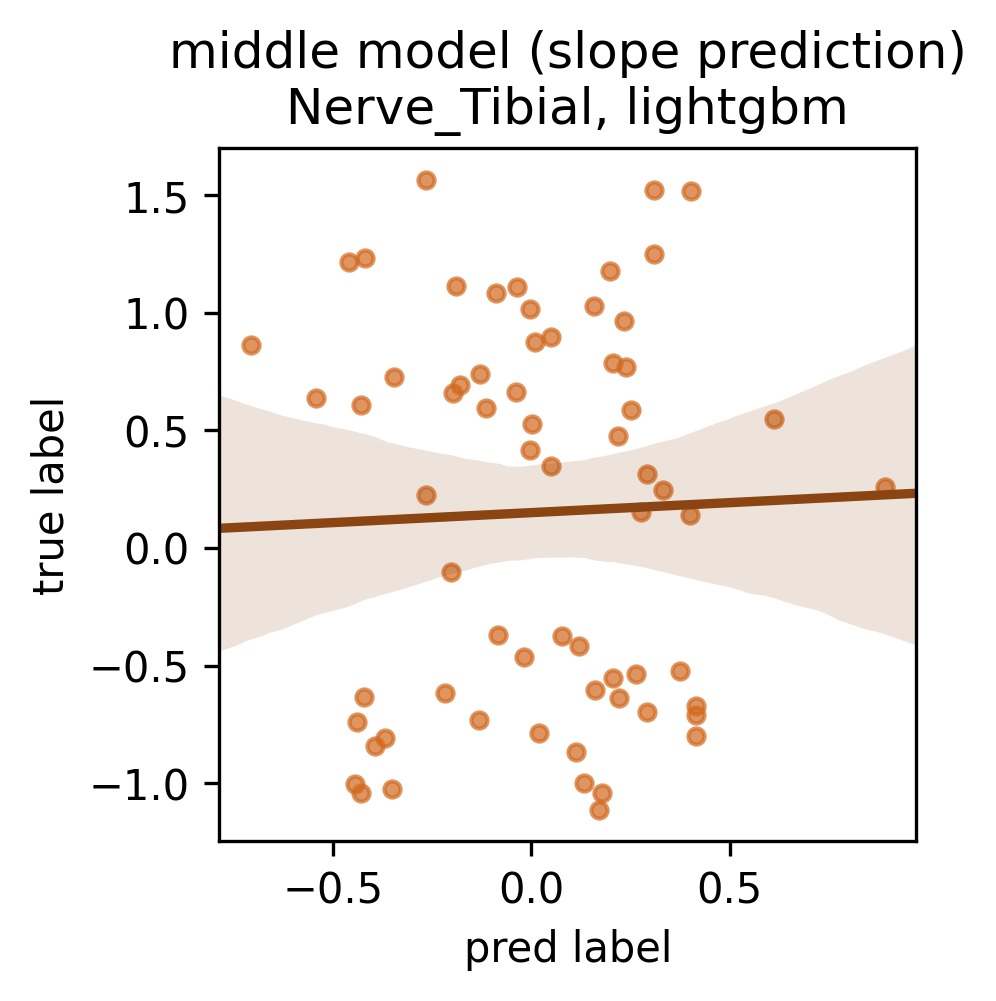 middle model (slope prediction)
Nerve_Tibial, lightgbm
true label
1.5
1.0
0.5
0.0
−0.5
−1.0
−0.5
0.0
0.5
pred label